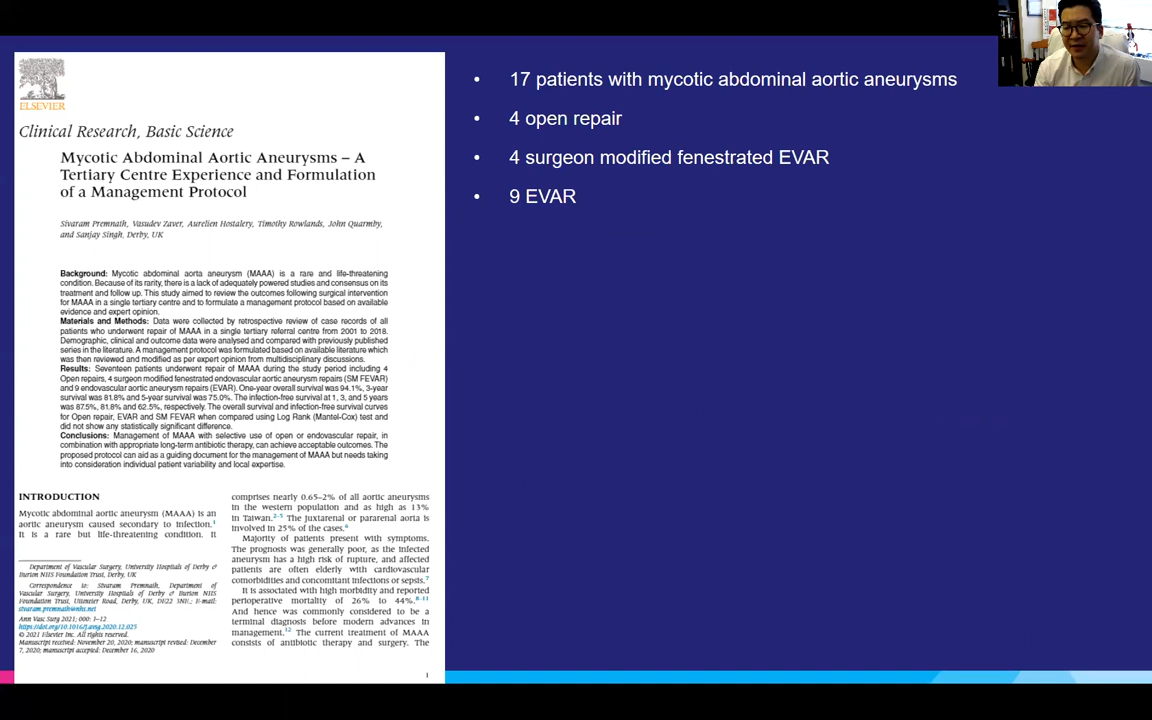 ELSEVIER
Clinical Research, Basic Science
Mycotic Abdominal Aortic Aneurysms – A
Tertiary Centre Experience and Formulation
of a Management Protocol
Sivaram Premnath, Vasudev Zaver, Aurelien Hostalery, Timothy Rowlands, John Quarmby,
and Sanjay Singh, Derby, UK
Background: Mycotic abdominal aorta aneurysm (MAAA) is a rare and life-threatening
condition. Because of its rarity, there is a lack of adequately powered studies and consensus on its
treatment and follow up. This study aimed to review the outcomes following surgical intervention
for MAAA in a single tertiary centre and to formulate a management protocol based on available
evidence and expert opinion.
Materials and Methods: Data were collected by retrospective review of case records of all
patients who underwent repair of MAAA in a single tertiary referral centre from 2001 to 2018.
Demographic, clinical and outcome data were analysed and compared with previously published
series in the literature. A management protocol was formulated based on available literature which
was then reviewed and modified as per expert opinion from multidisciplinary discussions.
Results: Seventeen patients underwent repair of MAAA during the study period including 4
Open repairs, 4 surgeon modified fenestrated endovascular aortic aneurysm repairs (SM FEVAR)
and 9 endovascular aortic aneurysm repairs (EVAR). One-year overall survival was 94.1%, 3-year
survival was 81.8% and 5-year survival was 75.0%. The infection-free survival at 1, 3, and 5 years
was 87.5%, 81.8% and 62.5%, respectively. The overall survival and infection-free survival curves
for Open repair, EVAR and SM FEVAR when compared using Log Rank (Mantel-Cox) test and
did not show any statistically significant difference.
Conclusions: Management of MAAA with selective use of open or endovascular repair, in
combination with appropriate long-term antibiotic therapy, can achieve acceptable outcomes. The
proposed protocol can aid as a guiding document for the management of MAAA but needs taking
into consideration individual patient variability and local expertise.
INTRODUCTION
Mycotic abdominal aortic aneurysm (MAAA) is an
aortic aneurysm caused secondary to infection.1
It is a rare but life-threatening condition. It
Department of Vascular Surgery, University Hospitals of Derby &
Burton NHS Foundation Trust, Derby, UK
Correspondence to: Sivaram Premnath, Department of
Vascular Surgery, University Hospitals of Derby & Burton NHS
Foundation Trust, Uttoxeter Road, Derby, UK, DE22 3NE.; E-mail:
sivaram.premnath@nhs.net
Ann Vasc Surg 2021; 000: 1–12
https://doi.org/10.1016/j.avsg.2020.12.025
© 2021 Elsevier Inc. All rights reserved.
Manuscript received: November 20, 2020; manuscript revised: December
7, 2020; manuscript accepted: December 16, 2020
comprises nearly 0.65–2% of all aortic aneurysms
in the western population and as high as 13%
in Taiwan.2-5 The juxtarenal or pararenal aorta is
involved in 25% of the cases.6
Majority of patients present with symptoms.
The prognosis was generally poor, as the infected
aneurysm has a high risk of rupture, and affected
patients are often elderly with cardiovascular
comorbidities and concomitant infections or sepsis.7
It is associated with high morbidity and reported
perioperative mortality of 26% to 44%.8-11
And hence was commonly considered to be a
terminal diagnosis before modern advances in
management.12 The current treatment of MAAA
consists of antibiotic therapy and surgery. The
1
• 17 patients with mycotic abdominal aortic aneurysms
• 4 open repair
• 4 surgeon modified fenestrated EVAR
• 9 EVAR